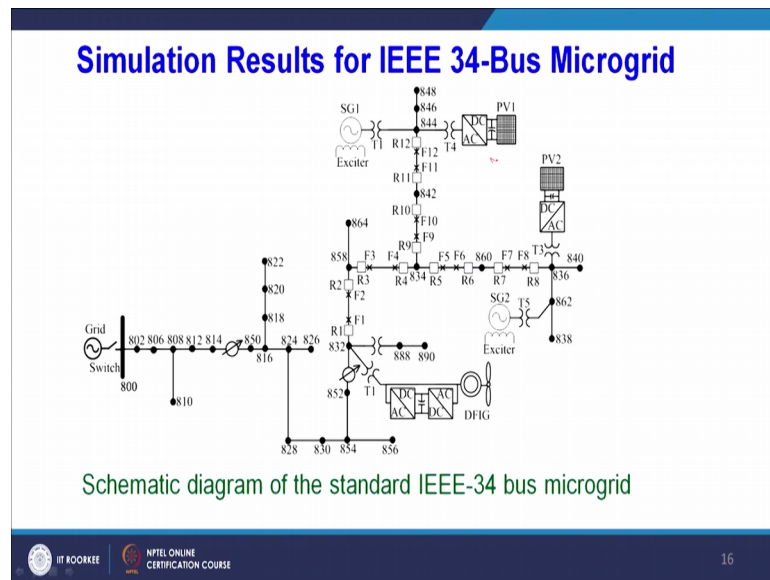 Simulation Results for IEEE 34-Bus Microgrid
848
846
SG1
844
PV1
DC
AC
T1
R12
T4
F12
Exciter
F11
R11
PV2
842
DC
AC
864
R10
F10
F9
822
858
F3
F4
R9
F5
F6
860
F7
F8
T3
840
R3
R4
834
R5
R6
R7
R8
836
820
R2
F2
SG2
T5
862
818
F1
Grid
R1
Exciter
838
802
806
808
812
814
850
824
826
832
816
888
890
Switch
800
852
T1
DC
AC
AC
DC
DFIG
810
828
830
854
856
Schematic diagram of the standard IEEE-34 bus microgrid
IIT ROORKEE
NPTEL ONLINE
CERTIFICATION COURSE
16